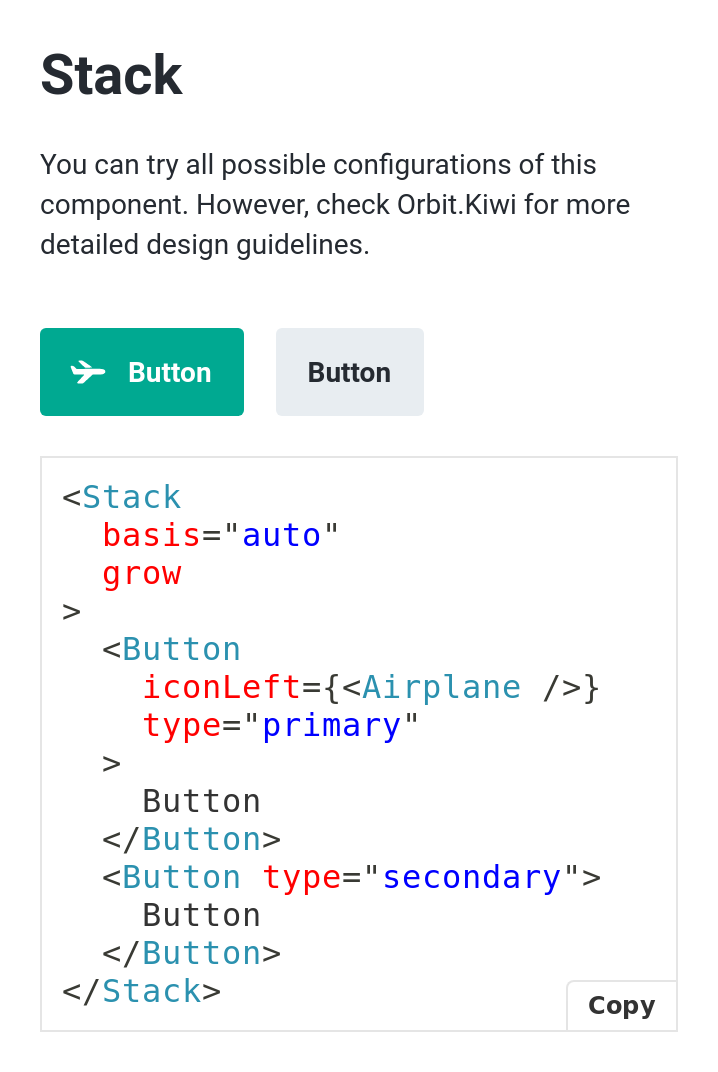 Stack
You can try all possible configurations of this
component. However, check Orbit.Kiwi for more
detailed design guidelines.
Button Button
<Stack
  basis="auto"
  grow
>
  <Button
    iconLeft={<Airplane />}
    type="primary"
  >
    Button
  </Button>
  <Button type="secondary">
    Button
  </Button>
</Stack>
Copy